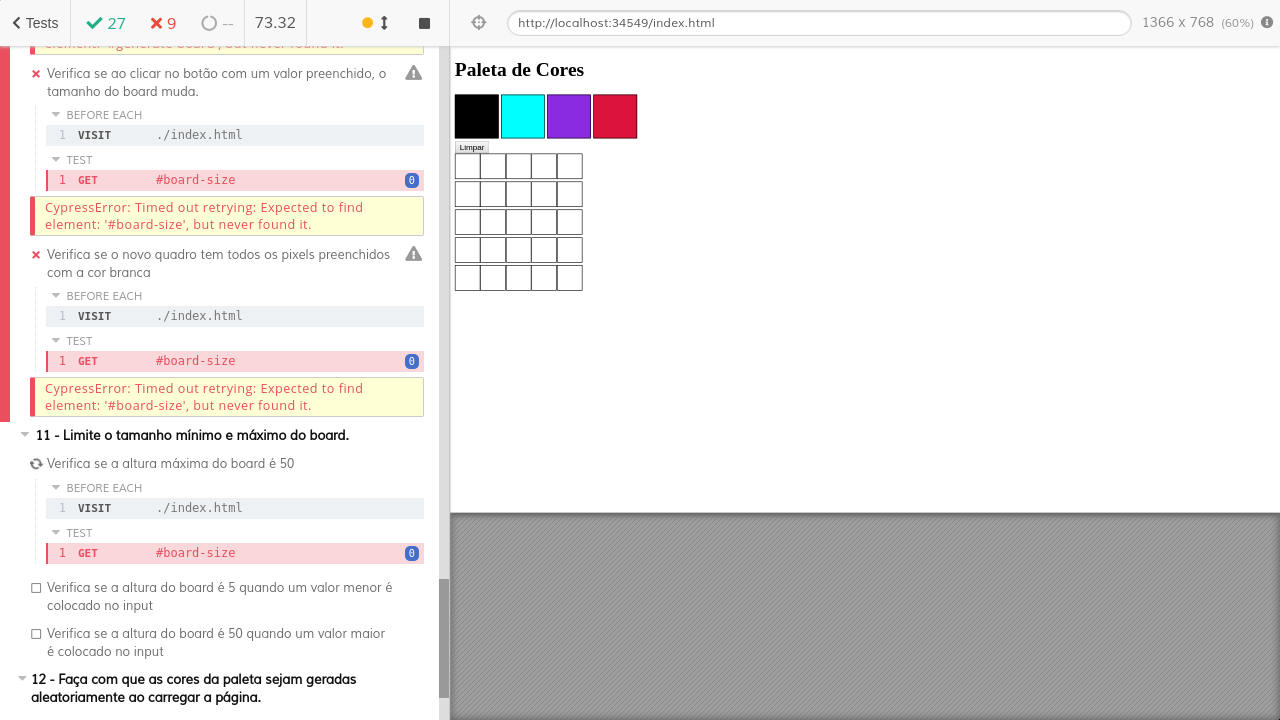 Tests
27
9
--
73.32
http://localhost:34549/index.html
1366 x 768 (60%)
element: '#generate-board', but never found it.
Verifica se ao clicar no botão com um valor preenchido, o
tamanho do board muda.
BEFORE EACH
1 VISIT ./index.html
TEST
1 GET #board-size 0
CypressError: Timed out retrying: Expected to find
element: '#board-size', but never found it.
Verifica se o novo quadro tem todos os pixels preenchidos
com a cor branca
BEFORE EACH
1 VISIT ./index.html
TEST
1 GET #board-size 0
CypressError: Timed out retrying: Expected to find
element: '#board-size', but never found it.
11 - Limite o tamanho mínimo e máximo do board.
Verifica se a altura máxima do board é 50
BEFORE EACH
1 VISIT ./index.html
TEST
1 GET #board-size 0
Verifica se a altura do board é 5 quando um valor menor é
colocado no input
Verifica se a altura do board é 50 quando um valor maior
é colocado no input
12 - Faça com que as cores da paleta sejam geradas
aleatoriamente ao carregar a página.
Paleta de Cores
Limpar